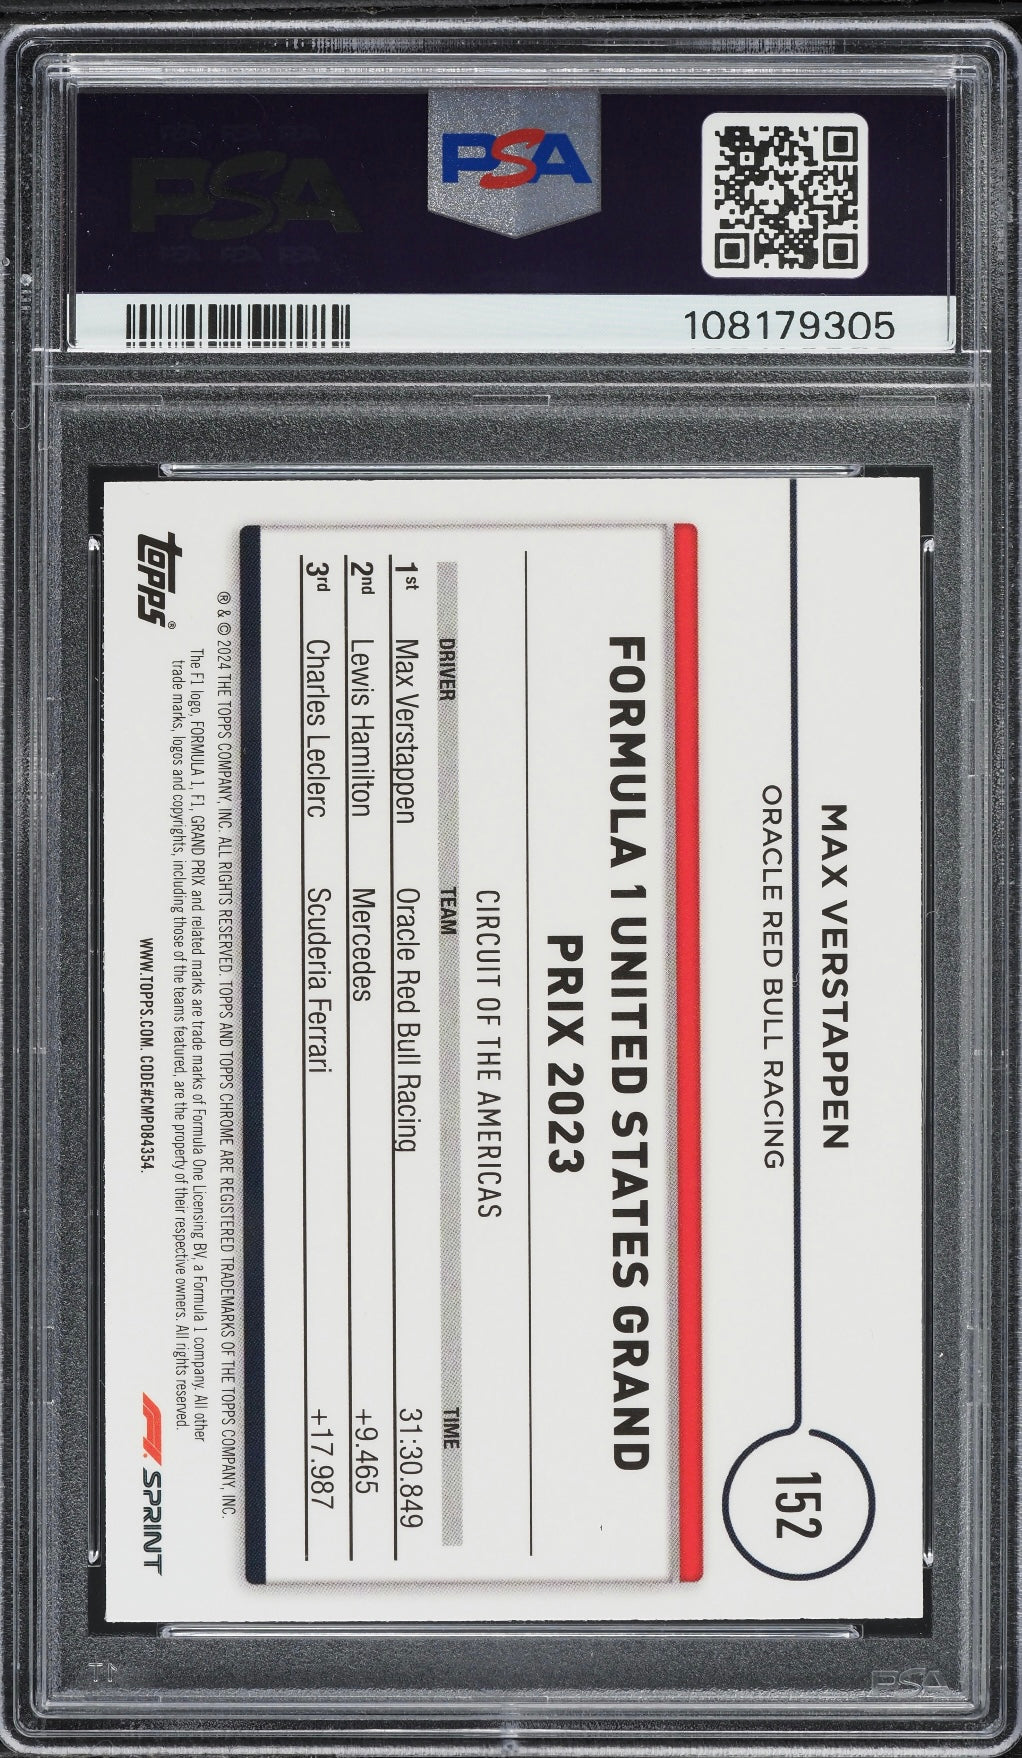 PSA
PSA
108179305
MAX VERSTAPPEN
ORACLE RED BULL RACING
152
FORMULA 1 UNITED STATES GRAND
PRIX 2023
CIRCUIT OF THE AMERICAS
DRIVER TEAM TIME
1st Max Verstappen Oracle Red Bull Racing 31:30.849
2nd Lewis Hamilton Mercedes +9.465
3rd Charles Leclerc Scuderia Ferrari +17.987
® & © 2024 THE TOPPS COMPANY, INC. ALL RIGHTS RESERVED. TOPPS AND TOPPS CHROME ARE REGISTERED TRADEMARKS OF THE TOPPS COMPANY, INC.
The F1 logo, FORMULA 1, F1, GRAND PRIX and related marks are trade marks of Formula One Licensing BV, a Formula 1 company. All other
trade marks, logos and copyrights, including those of the teams featured, are the property of their respective owners. All rights reserved.
topps®
WWW.TOPPS.COM. CODE#CMP084354.
F1 SPRINT
PSA